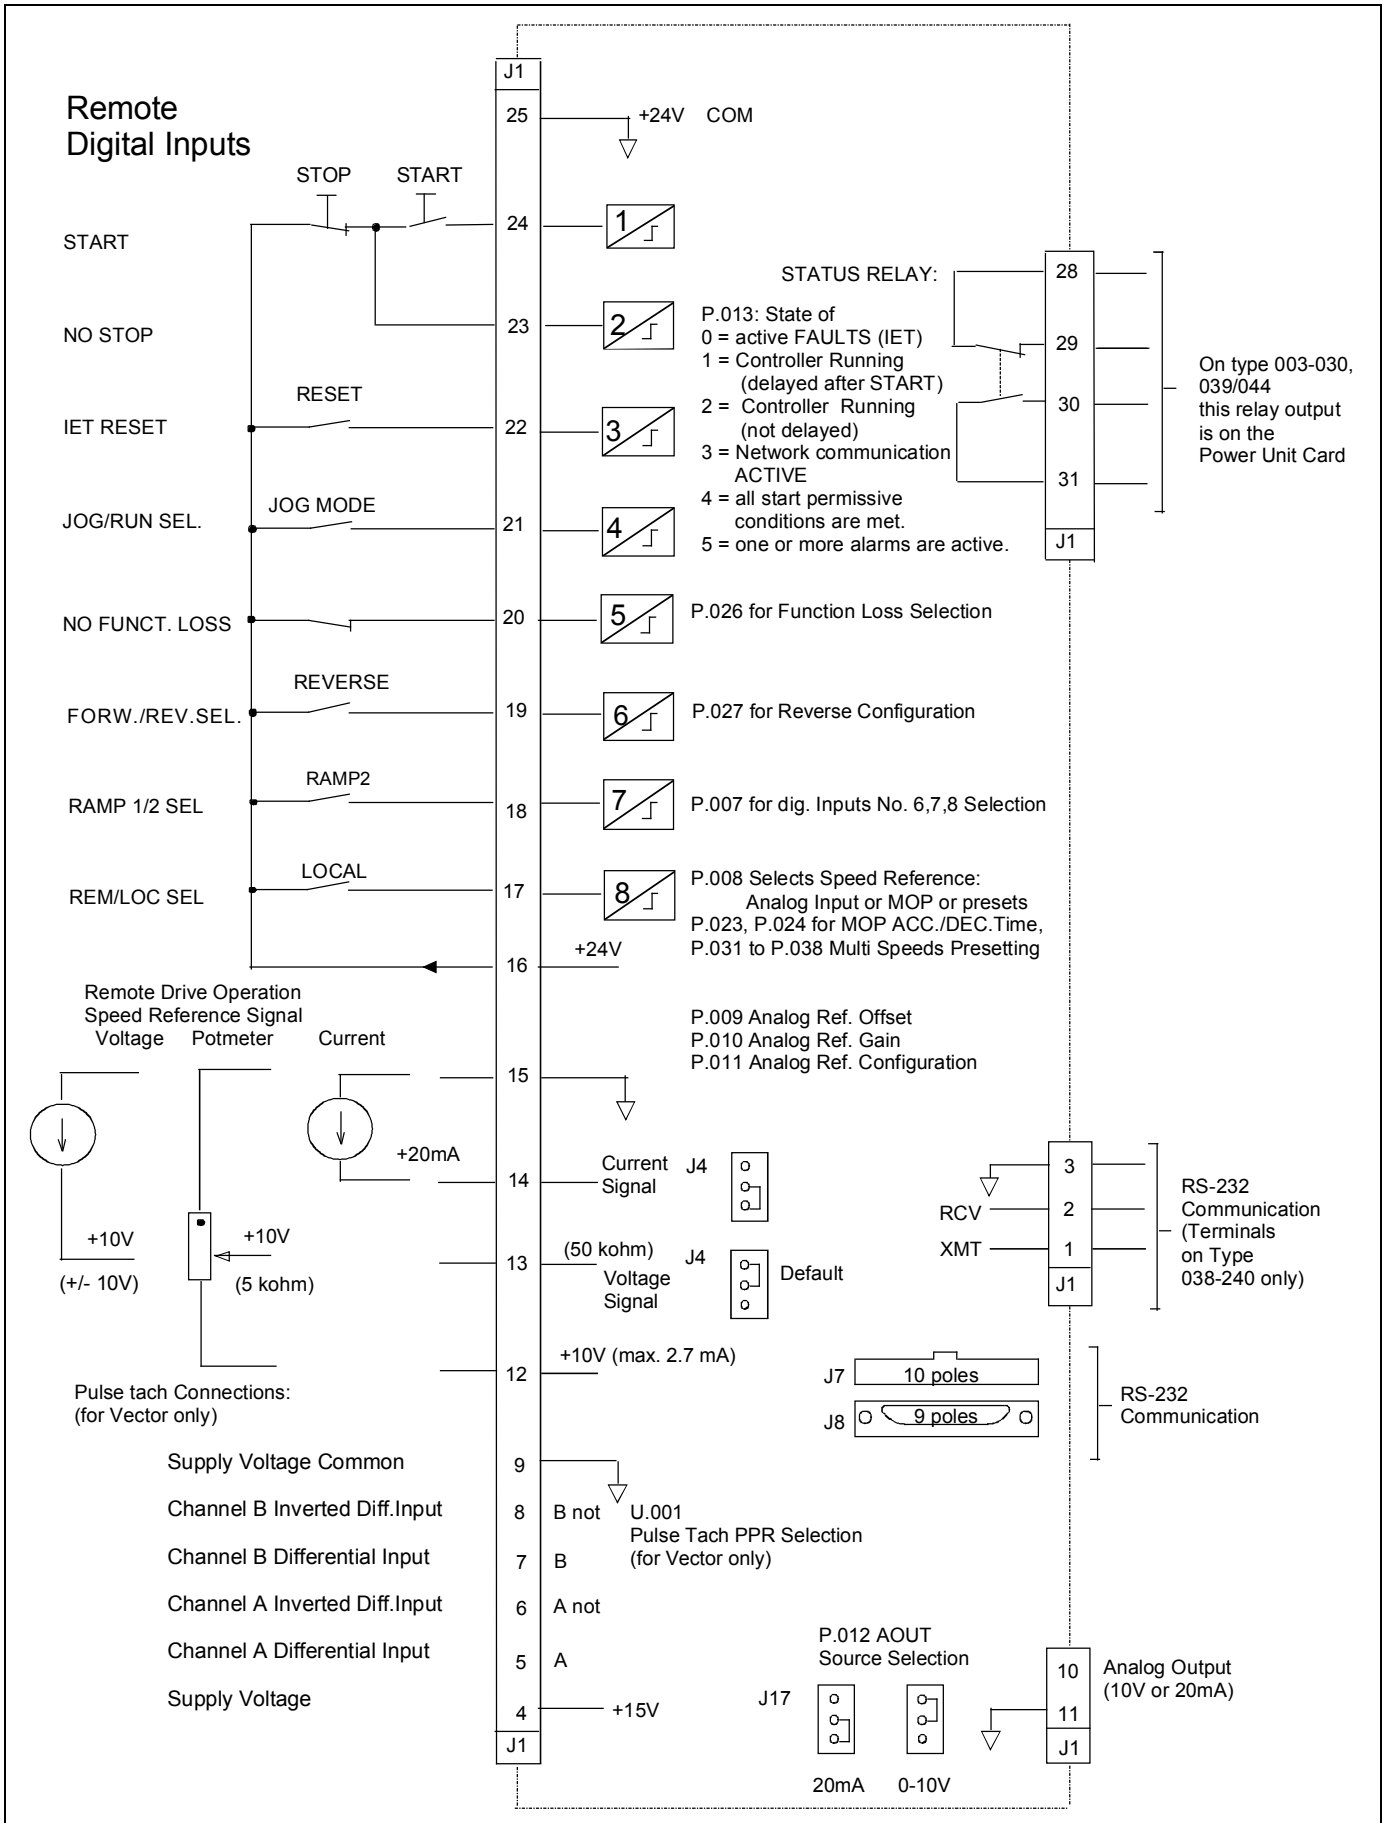 J1
Remote
Digital Inputs
25
+24V COM
STOP
START
START
24
1
NO STOP
23
2
RESET
IET RESET
22
3
JOG MODE
JOG/RUN SEL.
21
4
NO FUNCT. LOSS
20
5
P.026 for Function Loss Selection
REVERSE
FORW./REV.SEL.
19
6
P.027 for Reverse Configuration
RAMP2
RAMP 1/2 SEL
18
7
P.007 for dig. Inputs No. 6,7,8 Selection
LOCAL
REM/LOC SEL
17
8
P.008 Selects Speed Reference:
Analog Input or MOP or presets
P.023, P.024 for MOP ACC./DEC.Time,
P.031 to P.038 Multi Speeds Presetting
16
+24V
STATUS RELAY:
P.013: State of
0 = active FAULTS (IET)
1 = Controller Running
(delayed after START)
2 = Controller Running
(not delayed)
3 = Network communication
ACTIVE
4 = all start permissive
conditions are met.
5 = one or more alarms are active.
28
29
30
31
J1
On type 003-030,
039/044
this relay output
is on the
Power Unit Card
Remote Drive Operation
Speed Reference Signal
Voltage Potmeter Current
P.009 Analog Ref. Offset
P.010 Analog Ref. Gain
P.011 Analog Ref. Configuration
15
+20mA
14
Current
Signal
J4
+10V
(+/- 10V)
+10V
(5 kohm)
13
(50 kohm)
Voltage
Signal
J4
Default
12
+10V (max. 2.7 mA)
3
RCV
2
XMT
1
J1
RS-232
Communication
(Terminals
on Type
038-240 only)
J7
10 poles
J8
9 poles
RS-232
Communication
Pulse tach Connections:
(for Vector only)
Supply Voltage Common
9
Channel B Inverted Diff.Input
8
B not
U.001
Pulse Tach PPR Selection
(for Vector only)
Channel B Differential Input
7
B
Channel A Inverted Diff.Input
6
A not
Channel A Differential Input
5
A
Supply Voltage
4
+15V
J1
P.012 AOUT
Source Selection
J17
20mA
0-10V
10
11
J1
Analog Output
(10V or 20mA)